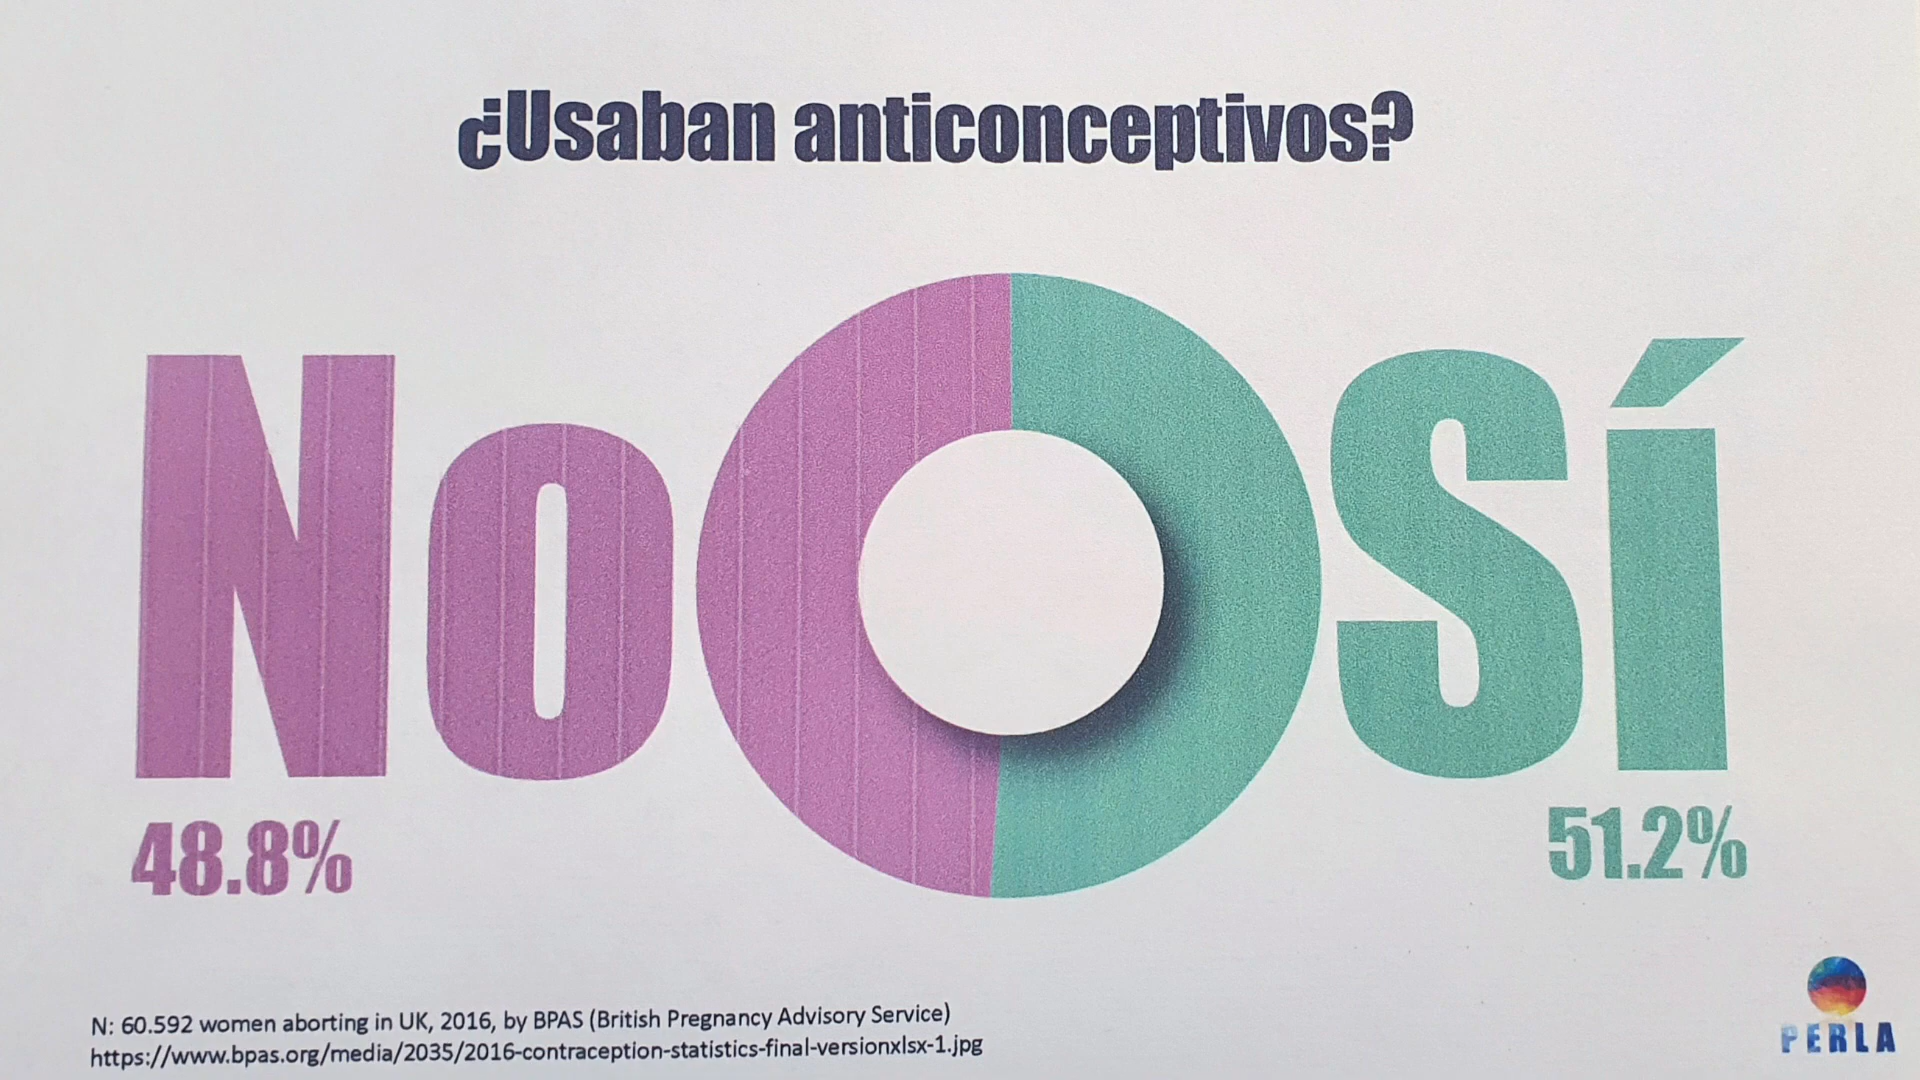 ¿Usaban anticonceptivos?
No
Sí
48.8%
51.2%
N: 60.592 women aborting in UK, 2016, by BPAS (British Pregnancy Advisory Service)
https://www.bpas.org/media/2035/2016-contraception-statistics-final-versionxlsx-1.jpg
PERLA